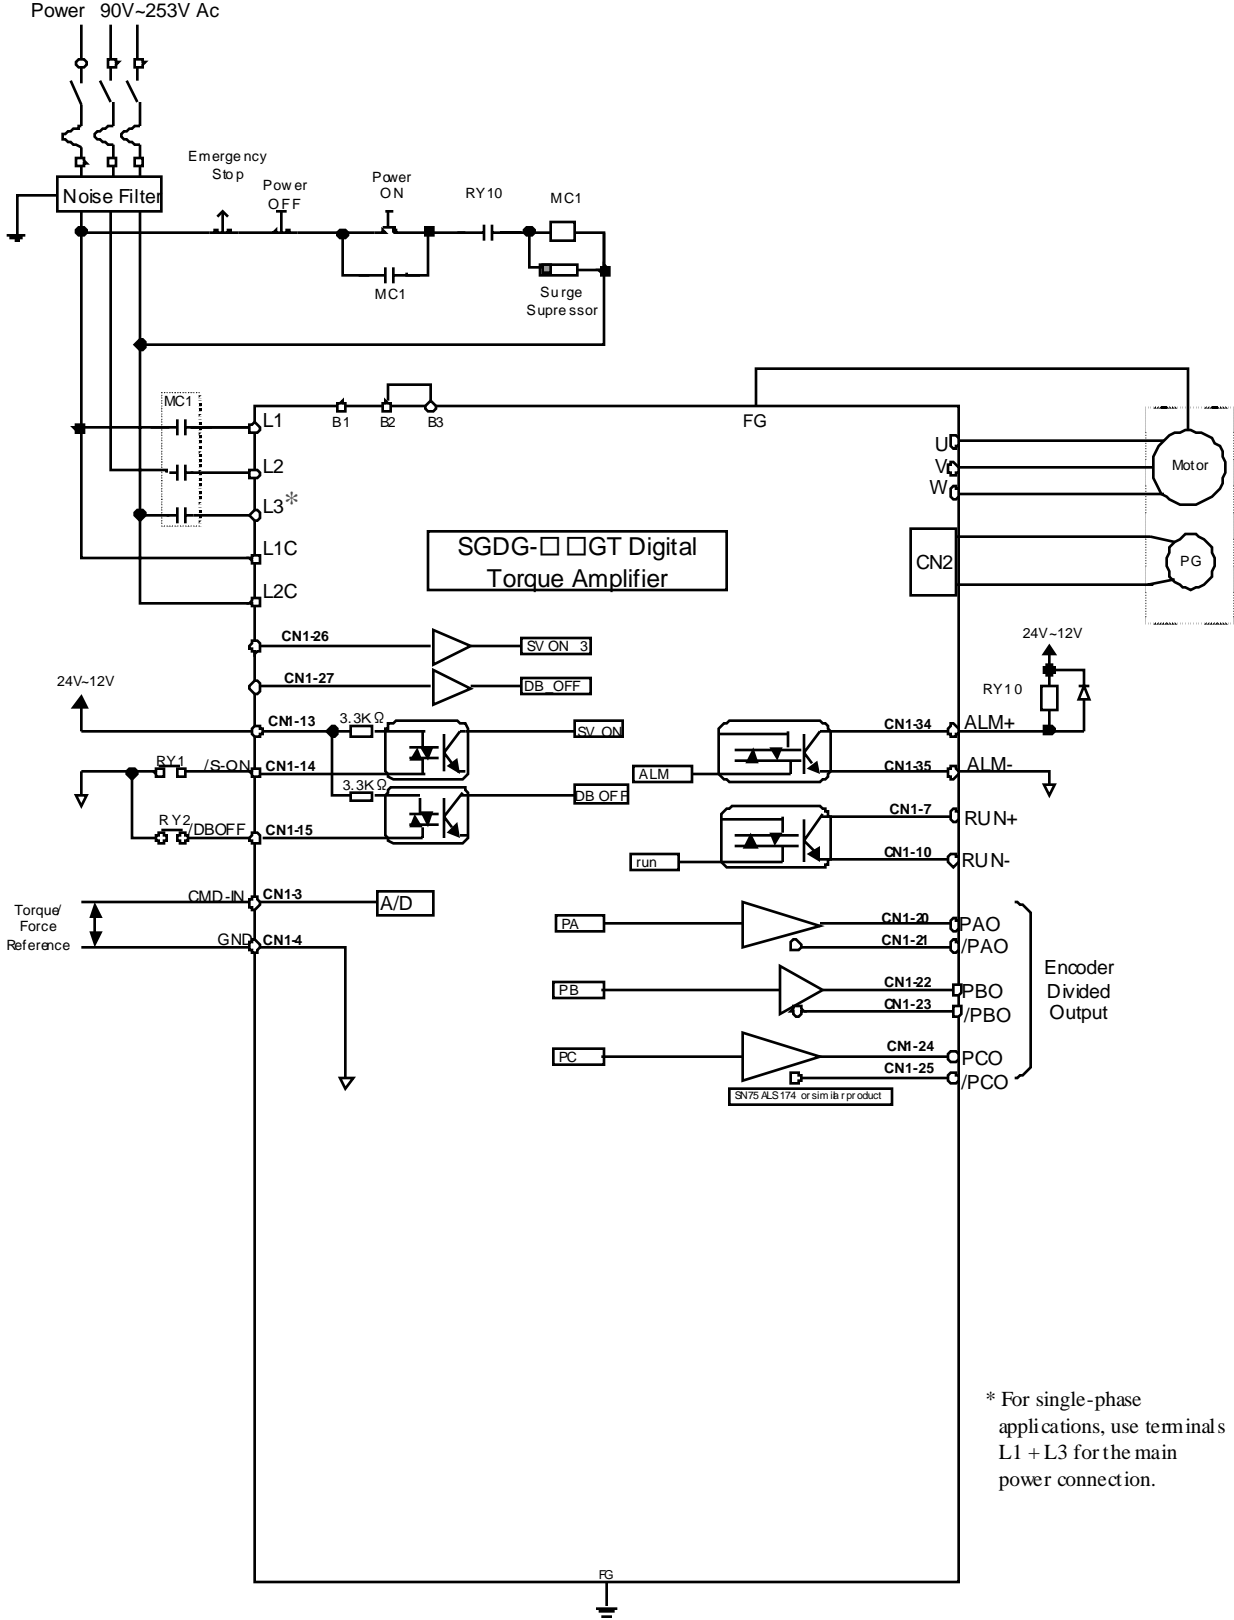 Power 90V~253V Ac
Noise Filter
Emergency
Stop
Power
OFF
Power
ON
RY10
MC1
MC1
Surge
Supressor
MC1
L1
B1
B2
B3
FG
L2
L3*
L1C
L2C
U
V
W
Motor
SGDG-□ □GT Digital
Torque Amplifier
CN2
PG
CN1-26
SV ON 3
CN1-27
DB_OFF
24V~12V
CN1-13
3.3KΩ
SV_ON
RY1
/S-ON
CN1-14
3.3KΩ
DB OFF
RY2
/DBOFF
CN1-15
24V~12V
RY10
CN1-34
ALM+
ALM
CN1-35
ALM-
CN1-7
RUN+
run
CN1-10
RUN-
Torque/
Force
Reference
CMD-IN
CN1-3
A/D
GND
CN1-4
PA
CN1-20
PAO
CN1-21
/PAO
PB
CN1-22
PBO
CN1-23
/PBO
PC
CN1-24
PCO
CN1-25
/PCO
SN75 ALS174 or similar product
Encoder
Divided
Output
* For single-phase
applications, use terminals
L1 + L3 for the main
power connection.
FG